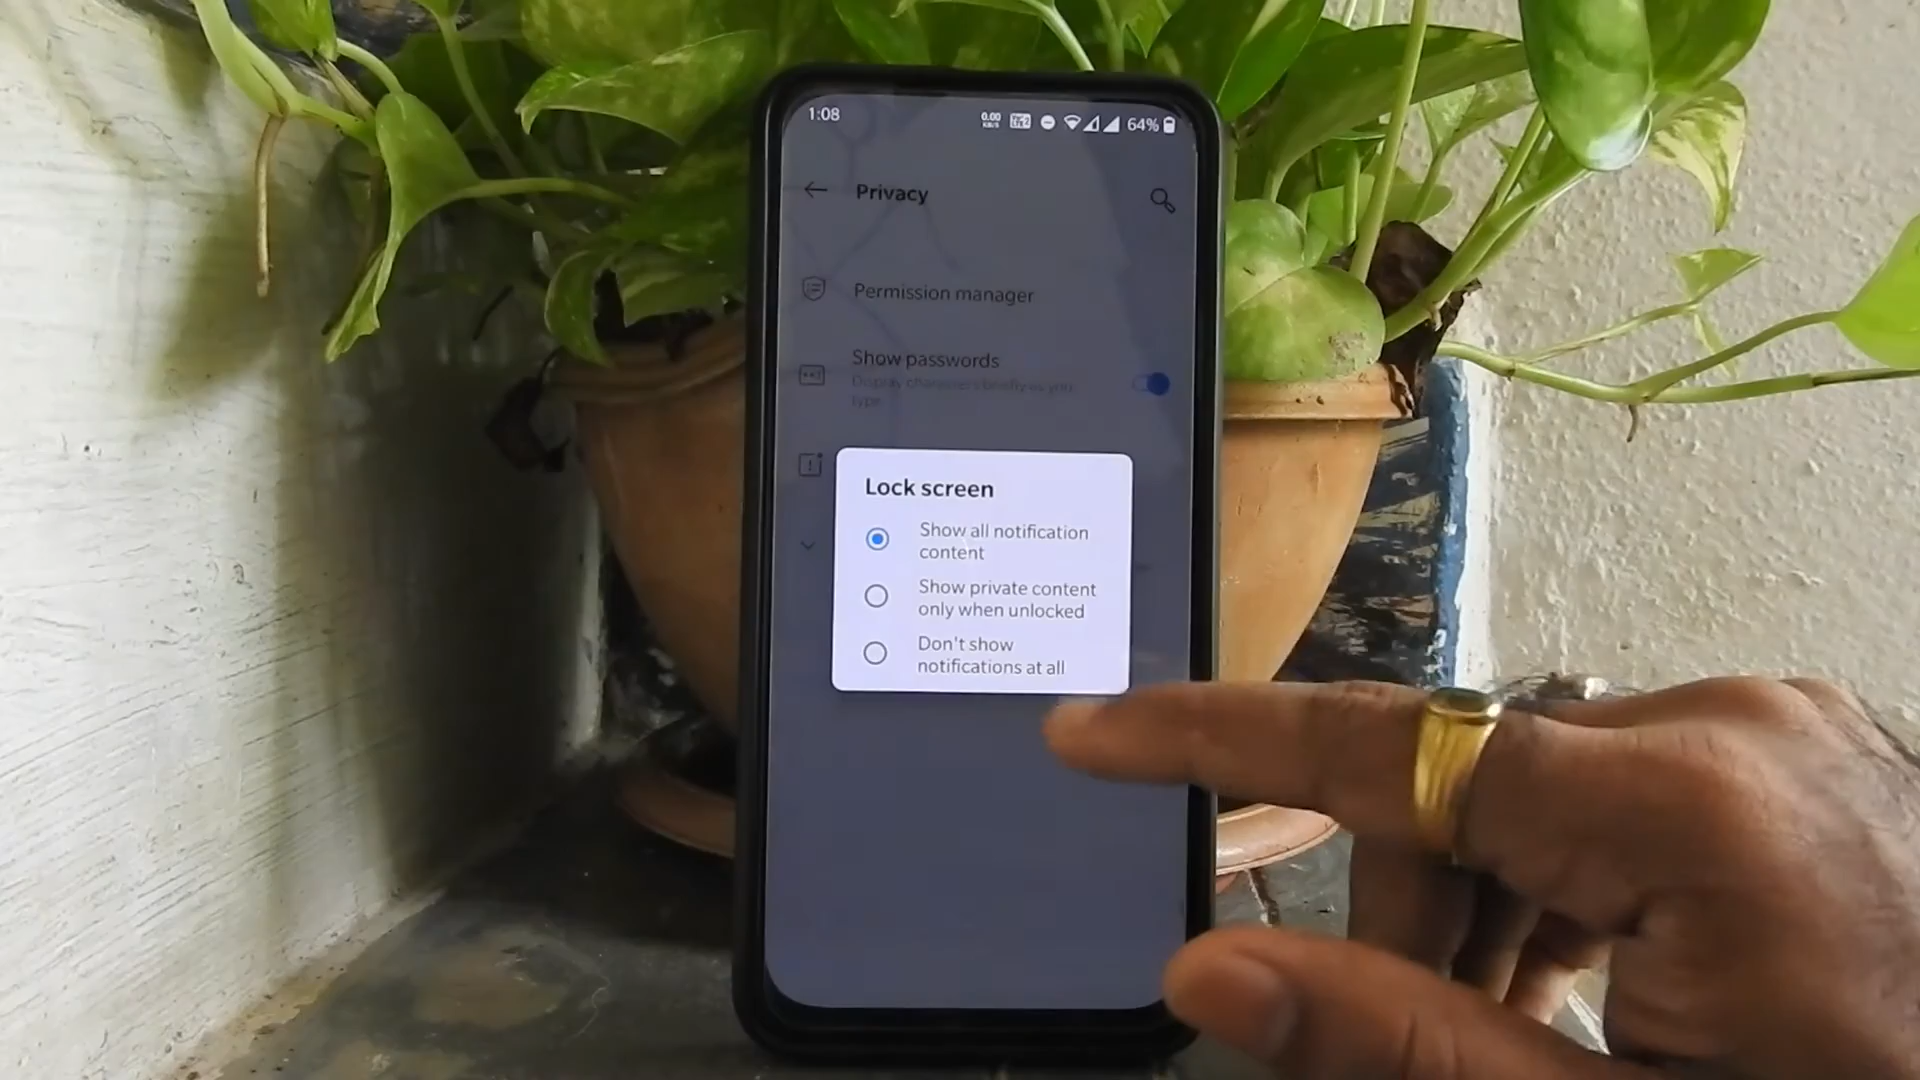 1:08
0.00
KB/S
64%
Privacy
Permission manager
Show passwords
Display characters briefly as you
type
Lock screen
Show all notification
content
Show private content
only when unlocked
Don't show
notifications at all